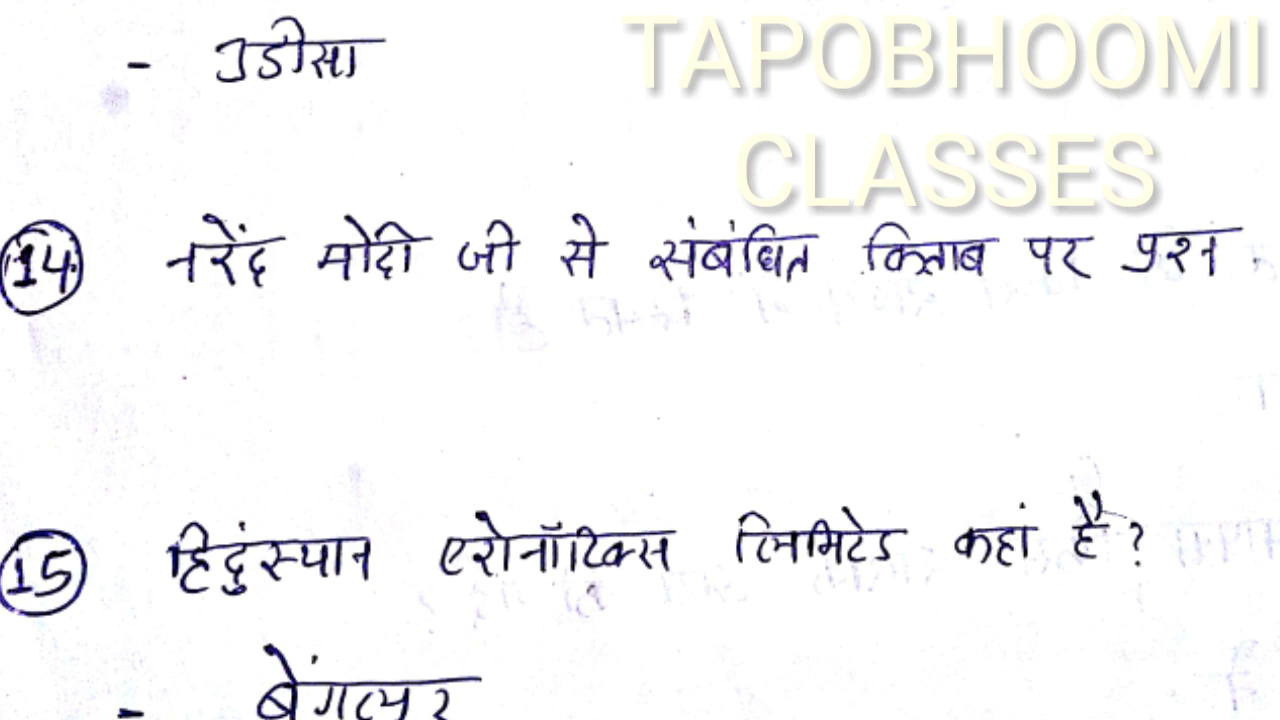 - उडीसा
TAPOBHOOMI
CLASSES
14 नरेंद्र मोदी जी से संबंधित किताब पर प्रश्न.
15 हिंदुस्थान एरोनॉटिक्स लिमिटेड कहां है?
- बेंगलूर